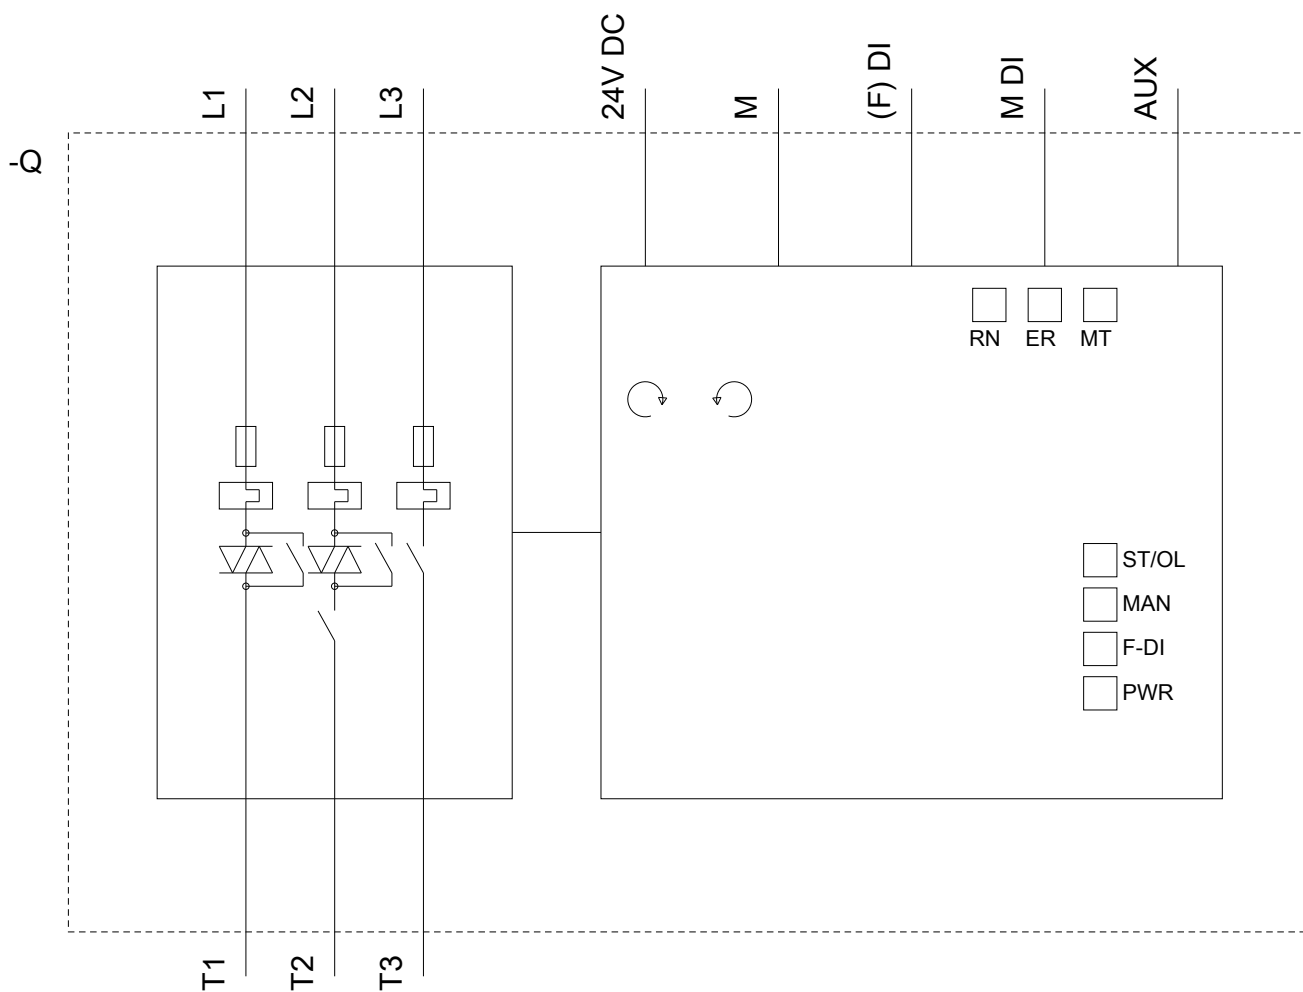 L1
L2
L3
24V DC
M
(F) DI
M DI
AUX
-Q
RN
ER
MT
ST/OL
MAN
F-DI
PWR
T1
T2
T3